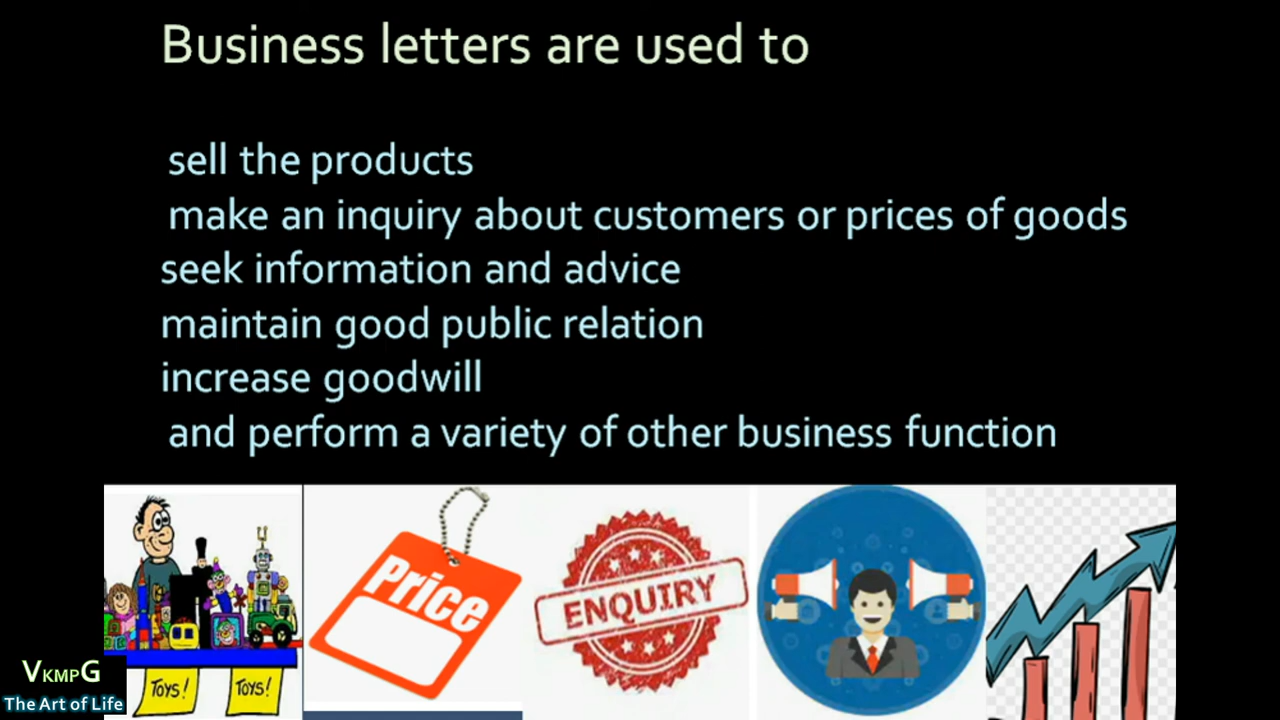 Business letters are used to
sell the products
make an inquiry about customers or prices of goods
seek information and advice
maintain good public relation
increase goodwill
and perform a variety of other business function
Price
ENQUIRY
TOYS!
TOYS!
VKMPG
The Art of Life